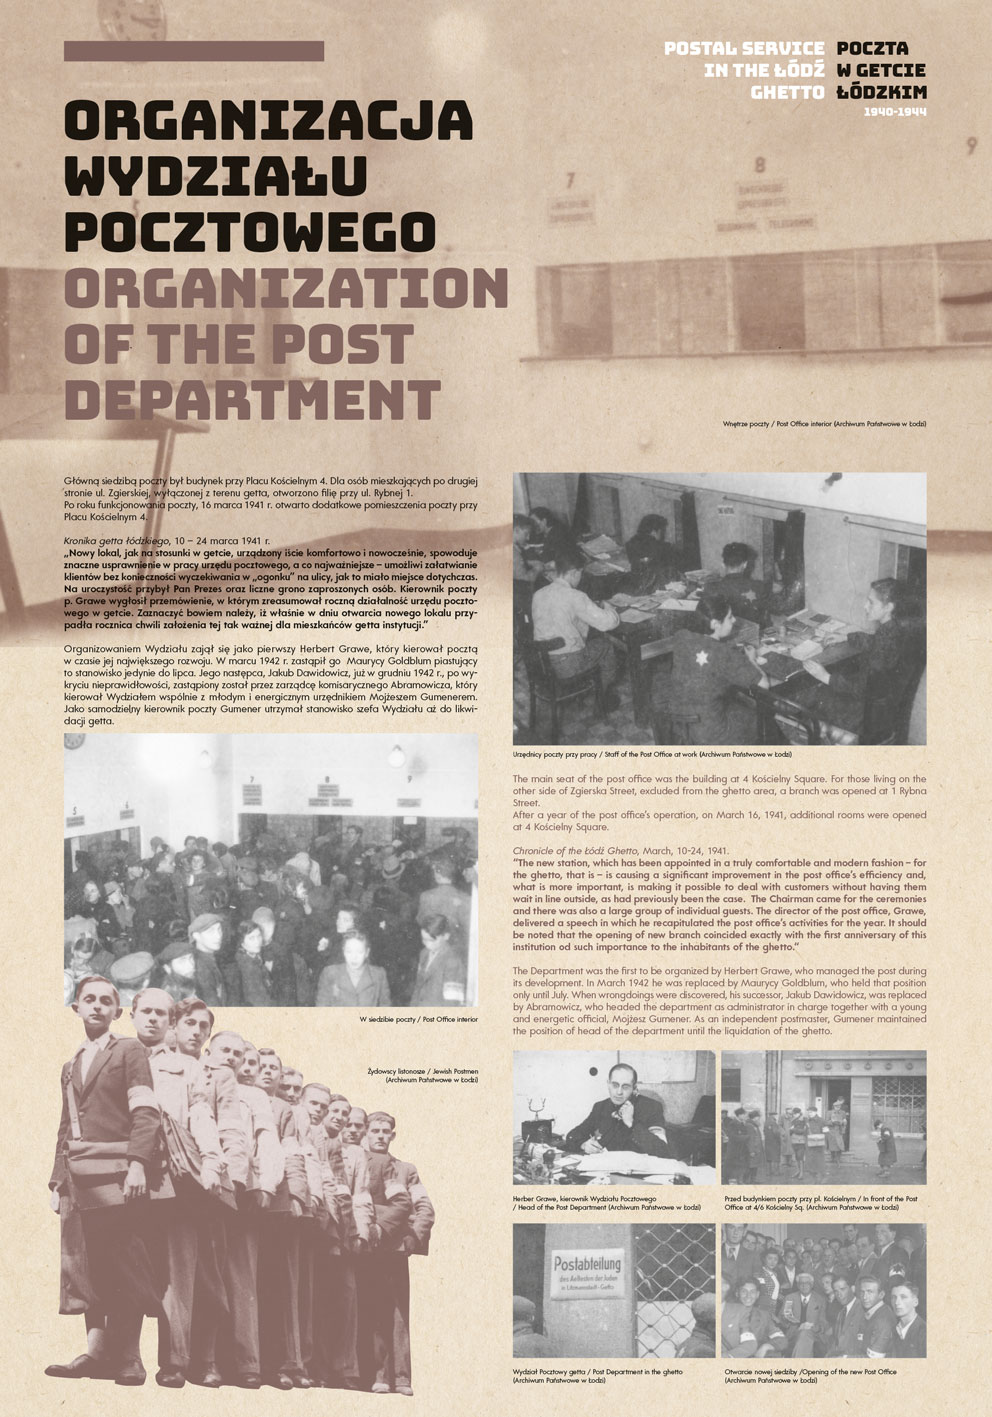 POSTAL SERVICE
IN THE ŁÓDŹ
GHETTO
POCZTA
W GETCIE
ŁÓDZKIM
1940-1944
ORGANIZACJA
WYDZIAŁU
POCZTOWEGO
ORGANIZATION
OF THE POST
DEPARTMENT
7
8
9
Wnętrze poczty / Post Office interior (Archiwum Państwowe w Łodzi)
Główną siedzibą poczty był budynek przy Placu Kościelnym 4. Dla osób mieszkających po drugiej
stronie ul. Zgierskiej, wyłączonej z terenu getta, otworzono filię przy ul. Rybnej 1.
Po roku funkcjonowania poczty, 16 marca 1941 r. otwarto dodatkowe pomieszczenia poczty przy
Placu Kościelnym 4.
Kronika getta łódzkiego, 10 – 24 marca 1941 r.
„Nowy lokal, jak na stosunki w getcie, urządzony iście komfortowo i nowocześnie, spowoduje
znaczne usprawnienie w pracy urzędu pocztowego, a co najważniejsze – umożliwi załatwianie
klientów bez konieczności wyczekiwania w „ogonku” na ulicy, jak to miało miejsce dotychczas.
Na uroczystość przybył Pan Prezes oraz liczne grono zaproszonych osób. Kierownik poczty
p. Grawe wygłosił przemówienie, w którym zreasumował roczną działalność urzędu poczto-
wego w getcie. Zaznaczyć bowiem należy, iż właśnie w dniu otwarcia nowego lokalu przy-
padła rocznica chwili założenia tej tak ważnej dla mieszkańców getta instytucji.”
Organizowaniem Wydziału zajął się jako pierwszy Herbert Grawe, który kierował pocztą
w czasie jej największego rozwoju. W marcu 1942 r. zastąpił go Maurycy Goldblum piastujący
to stanowisko jedynie do lipca. Jego następca, Jakub Dawidowicz, już w grudniu 1942 r., po wy-
kryciu nieprawidłowości, zastąpiony został przez zarządcę komisarycznego Abramowicza, który
kierował Wydziałem wspólnie z młodym i energicznym urzędnikiem Mojżeszem Gumenerem.
Jako samodzielny kierownik poczty Gumener utrzymał stanowisko szefa Wydziału aż do likwi-
dacji getta.
W siedzibie poczty / Post Office interior
Żydowscy listonosze / Jewish Postmen
(Archiwum Państwowe w Łodzi)
Urzędnicy poczty przy pracy / Staff of the Post Office at work (Archiwum Państwowe w Łodzi)
The main seat of the post office was the building at 4 Kościelny Square. For those living on the
other side of Zgierska Street, excluded from the ghetto area, a branch was opened at 1 Rybna
Street.
After a year of the post office's operation, on March 16, 1941, additional rooms were opened
at 4 Kościelny Square.
Chronicle of the Łódź Ghetto, March, 10-24, 1941.
“The new station, which has been appointed in a truly comfortable and modern fashion – for
the ghetto, that is – is causing a significant improvement in the post office's efficiency and,
what is more important, is making it possible to deal with customers without having them
wait in line outside, as had previously been the case. The Chairman came for the ceremonies
and there was also a large group of individual guests. The director of the post office, Grawe,
delivered a speech in which he recapitulated the post office's activities for the year. It should
be noted that the opening of new branch coincided exactly with the first anniversary of this
institution od such importance to the inhabitants of the ghetto.”
The Department was the first to be organized by Herbert Grawe, who managed the post during
its development. In March 1942 he was replaced by Maurycy Goldblum, who held that position
only until July. When wrongdoings were discovered, his successor, Jakub Dawidowicz, was replaced
by Abramowicz, who headed the department as administrator in charge together with a young
and energetic official, Mojżesz Gumener. As an independent postmaster, Gumener maintained
the position of head of the department until the liquidation of the ghetto.
Herber Grawe, kierownik Wydziału Pocztowego
/ Head of the Post Department (Archiwum Państwowe w Łodzi)
Przed budynkiem poczty przy pl. Kościelnym / In front of the Post
Office at 4/6 Kościelny Sq. (Archiwum Państwowe w Łodzi)
Postabteilung
des Aeltesten der Juden
in Litzmannstadt-Getto
Wydział Pocztowy getta / Post Department in the ghetto
(Archiwum Państwowe w Łodzi)
Otwarcie nowej siedziby /Opening of the new Post Office
(Archiwum Państwowe w Łodzi)